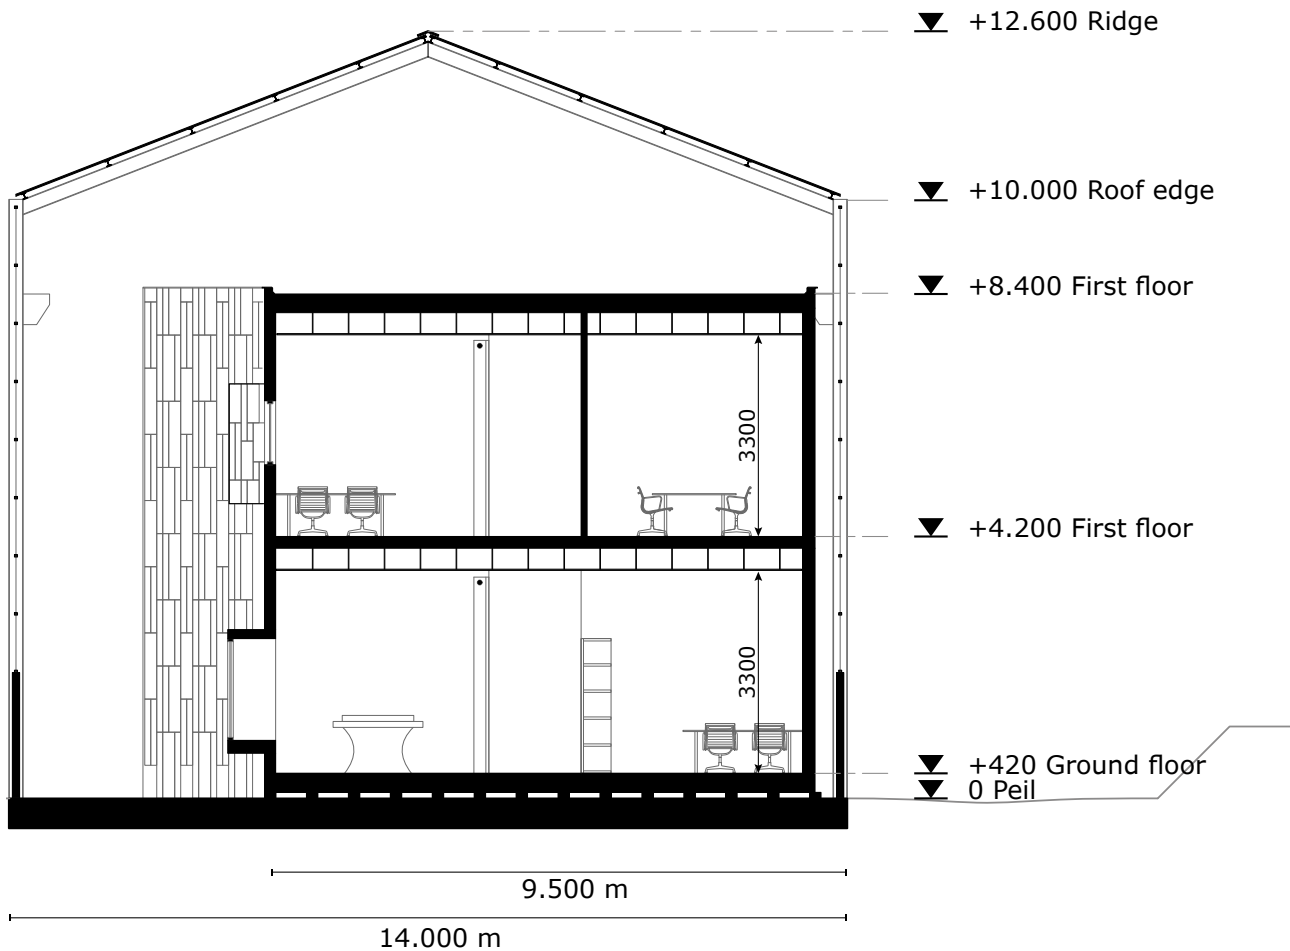 +12.600 Ridge
+10.000 Roof edge
+8.400 First floor
3300
+4.200 First floor
3300
+420 Ground floor
0 Peil
9.500 m
14.000 m